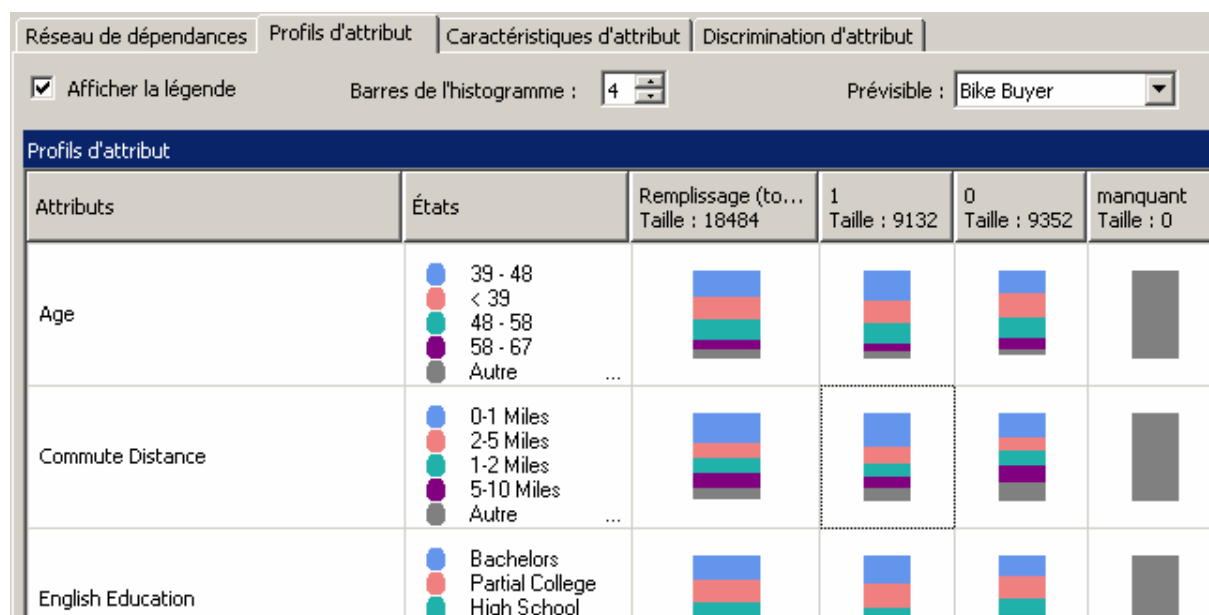 Réseau de dépendances Profils d'attribut Caractéristiques d'attribut Discrimination d'attribut
Afficher la légende Barres de l'histogramme : 4 Prévisible : Bike Buyer
Profils d'attribut
Attributs États Remplissage (to... 1 0 manquant
Taille : 18484 Taille : 9132 Taille : 9352 Taille : 0
Age
39 - 48
< 39
48 - 58
58 - 67
Autre ...
Commute Distance
0-1 Miles
2-5 Miles
1-2 Miles
5-10 Miles
Autre ...
English Education
Bachelors
Partial College
High School